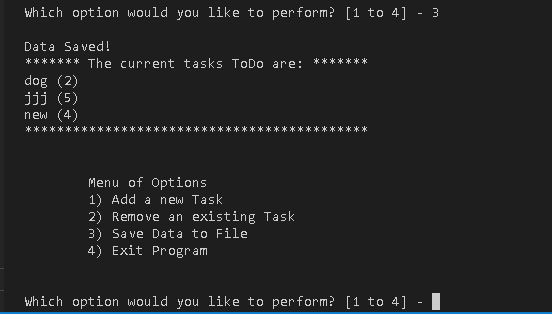 Which option would you like to perform? [1 to 4] - 3
Data Saved!
******* The current tasks ToDo are: *******
dog (2)
jjj (5)
new (4)
*******************************************
Menu of Options
1) Add a new Task
2) Remove an existing Task
3) Save Data to File
4) Exit Program
Which option would you like to perform? [1 to 4] -